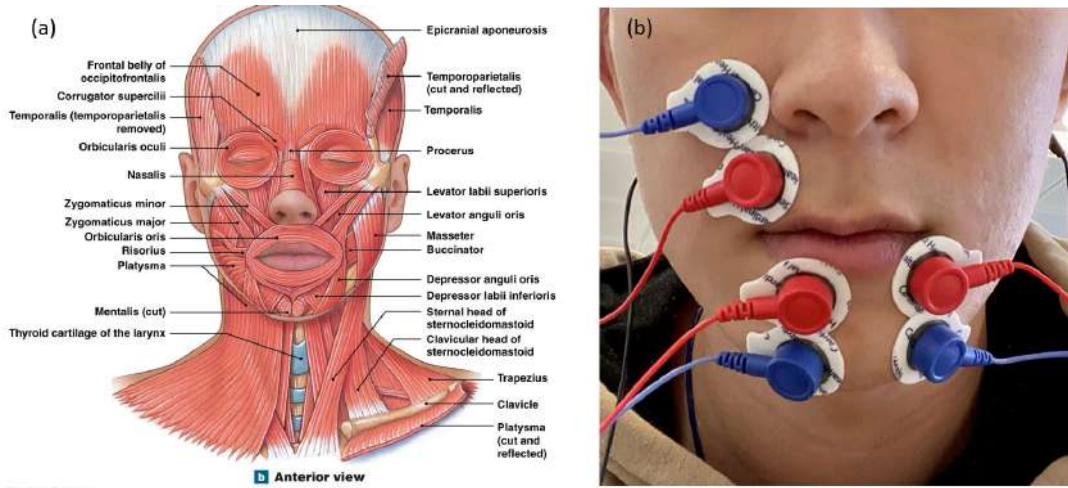 (a)
Epicranial aponeurosis
Frontal belly of
occipitofrontalis
Corrugator supercilii
Temporalis (temporoparietalis
removed)
Orbicularis oculi
Nasalis
Zygomaticus minor
Zygomaticus major
Orbicularis oris
Risorius
Platysma
Mentalis (cut)
Thyroid cartilage of the larynx
Temporoparietalis
(cut and reflected)
Temporalis
Procerus
Levator labii superioris
Levator anguli oris
Masseter
Buccinator
Depressor anguli oris
Depressor labii inferioris
Sternal head of
sternocleidomastoid
Clavicular head of
sternocleidomastoid
Trapezius
Clavicle
Platysma
(cut and
reflected)
b Anterior view
(b)